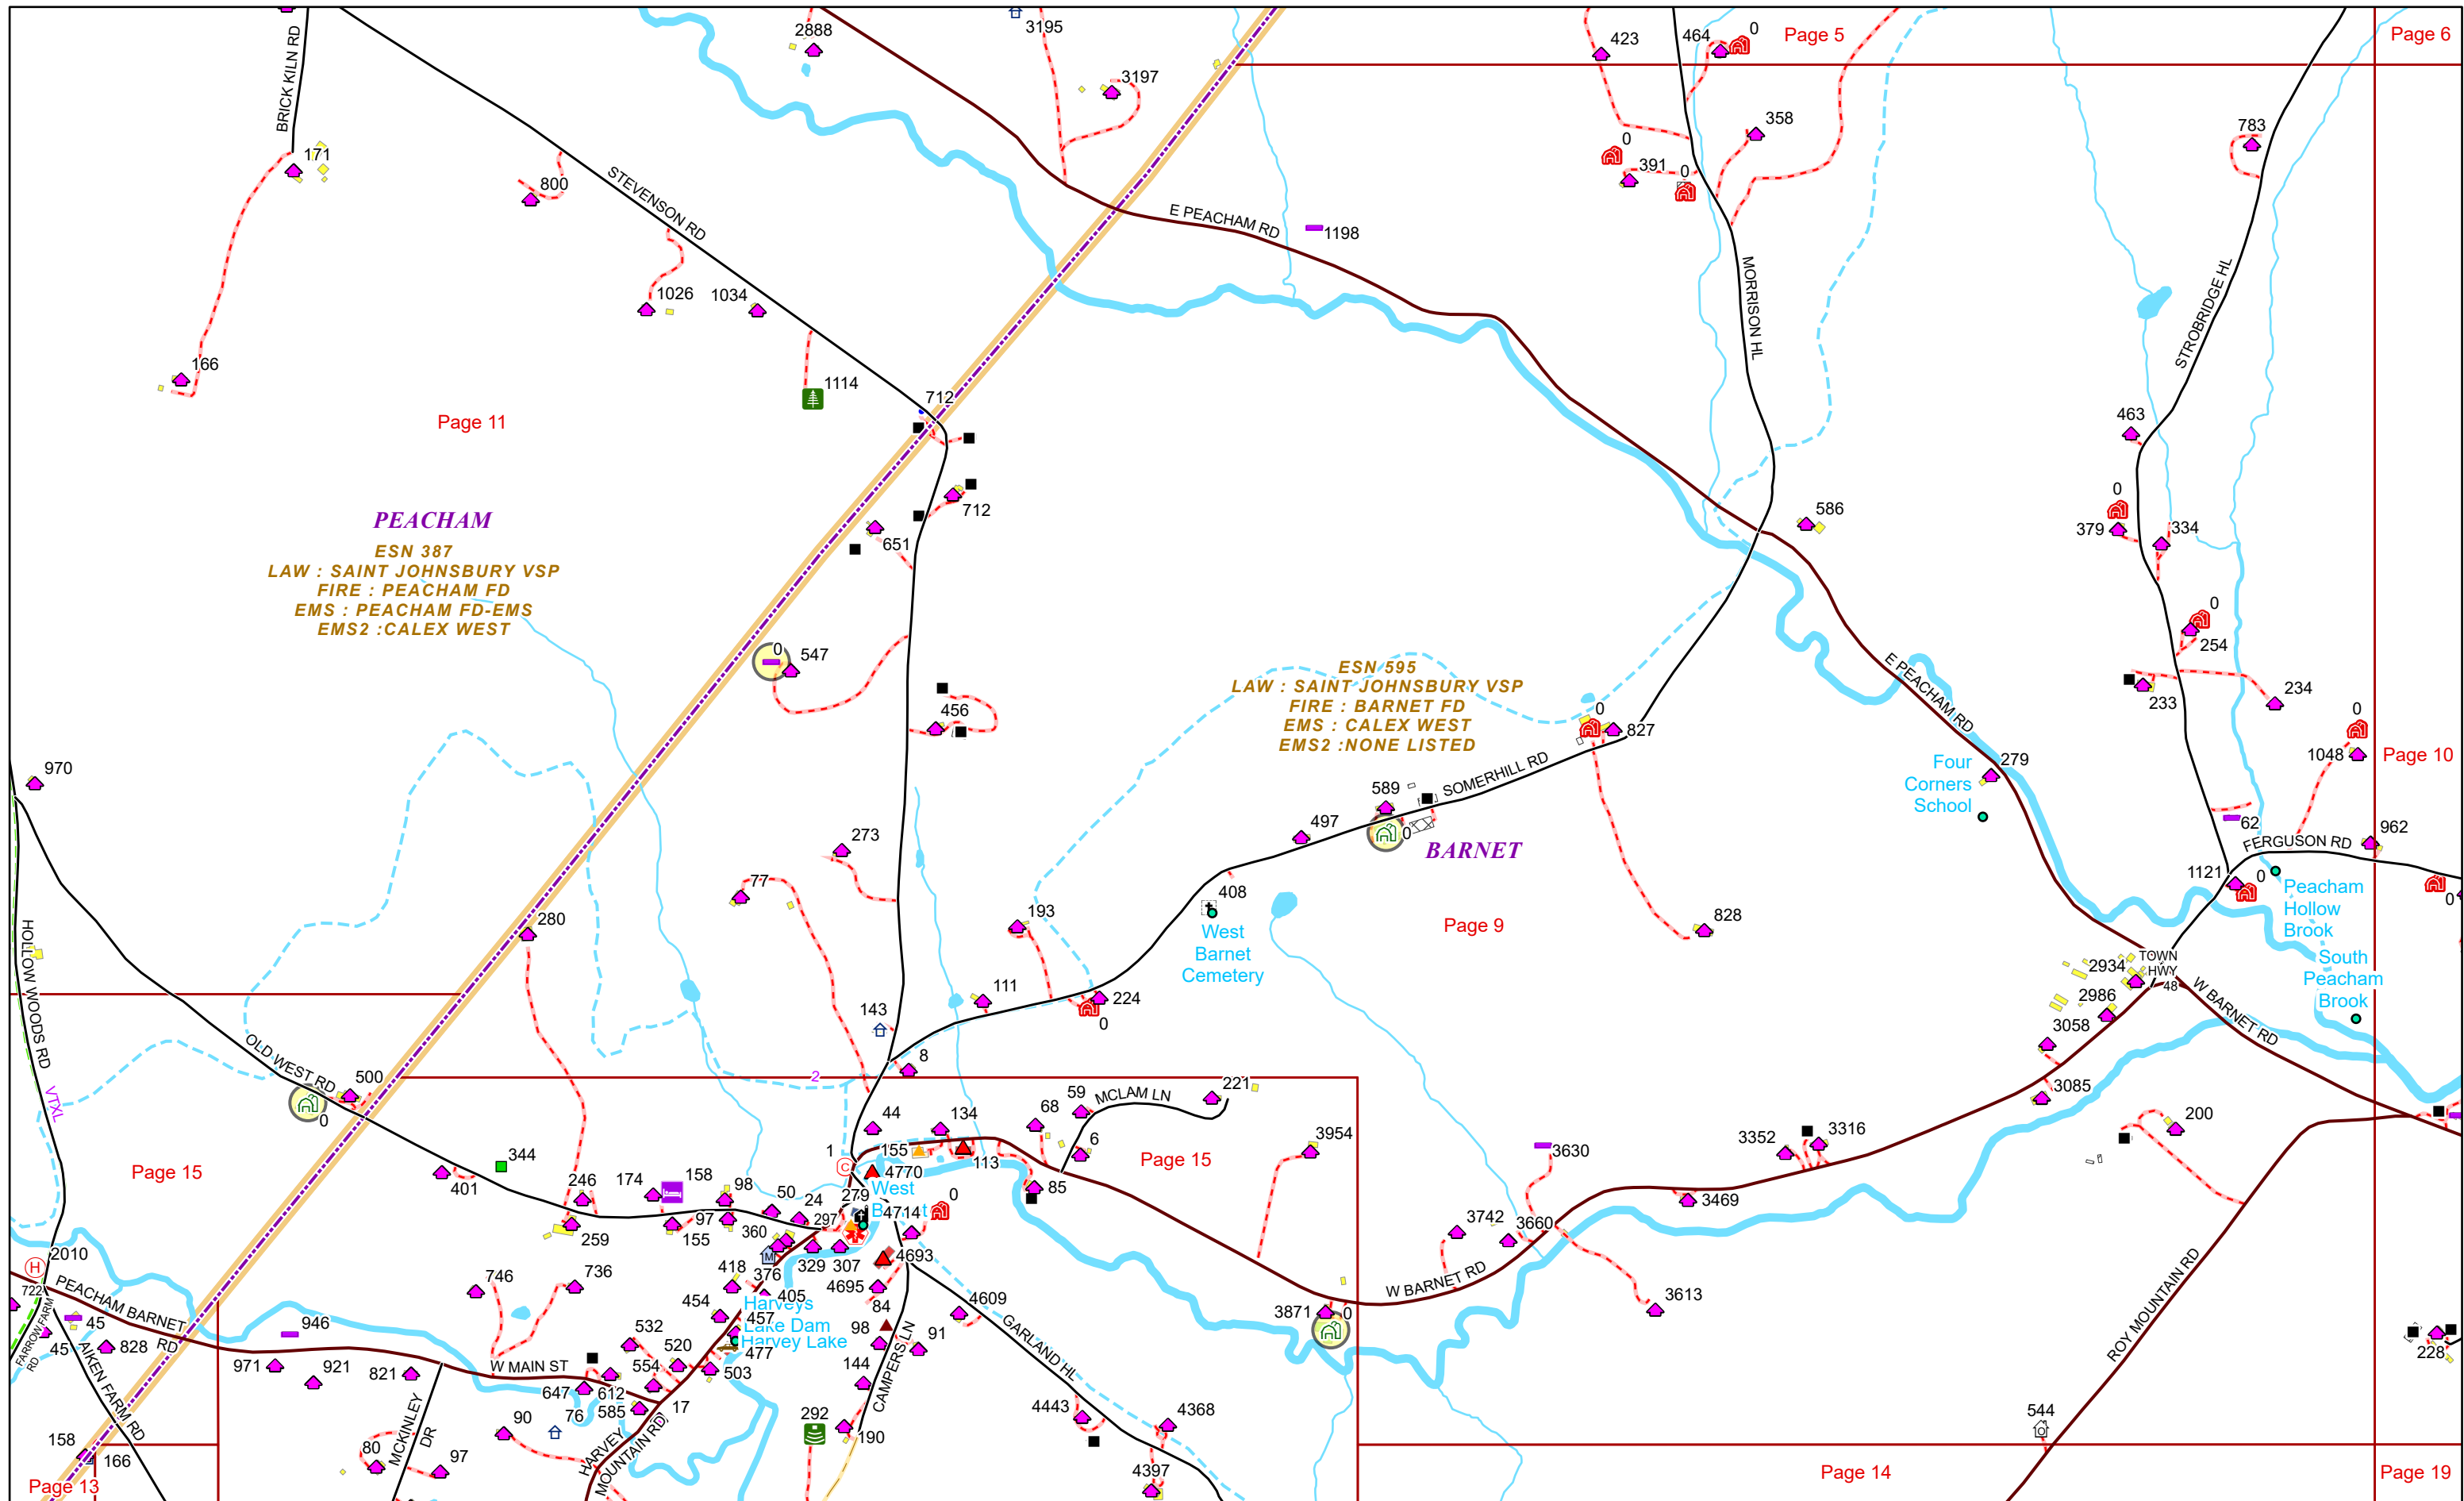 BRICK KILN RD
2888
3195
3197
423
464
0
Page 5
Page 6
171
800
STEVENSON RD
E PEACHAM RD
1198
0
391
0
358
783
1026
1034
MORRISON HL
STROBRIDGE HL
166
1114
712
Page 11
463
PEACHAM
ESN 387
LAW : SAINT JOHNSBURY VSP
FIRE : PEACHAM FD
EMS : PEACHAM FD-EMS
EMS2 :CALEX WEST
712
651
586
0
379
334
0
254
0
547
456
ESN 595
LAW : SAINT JOHNSBURY VSP
FIRE : BARNET FD
EMS : CALEX WEST
EMS2 :NONE LISTED
0
827
E PEACHAM RD
233
234
0
1048
Page 10
970
589
SOMERHILL RD
0
497
BARNET
Four
Corners
School
279
62
FERGUSON RD
962
273
77
280
193
408
West
Barnet
Cemetery
Page 9
828
1121
0
0
Peacham
Hollow
Brook
South
Peacham
Brook
HOLLOW WOODS RD
VTXL
OLD WEST RD
500
0
143
111
224
0
8
2
TOWN
HWY
48
2934
2986
3058
3085
W BARNET RD
44
134
155
1
C
4770
113
68
59
MCLAM LN
221
6
85
Page 15
3954
3630
3352
3316
200
Page 15
344
401
246
174
158
98
50
24
279
297
West
4714
0
259
155
97
360
M
376
329
307
4693
4695
3469
3742
3660
W BARNET RD
3613
H
2010
722
PEACHAM BARNET
RD
FARROW FARM
RD
45
45
828
AIKEN FARM RD
946
971
921
821
746
736
418
405
454
457
Harveys
Lake Dam
Harvey Lake
477
503
532
520
554
W MAIN ST
647
612
585
17
84
98
91
144
CAMPERS LN
4609
GARLAND HL
3871
0
ROY MOUNTAIN RD
228
158
166
Page 13
80
MCKINLEY
DR
97
90
76
HARVEY
MOUNTAIN RD
292
190
4443
4368
4397
544
Page 14
Page 19